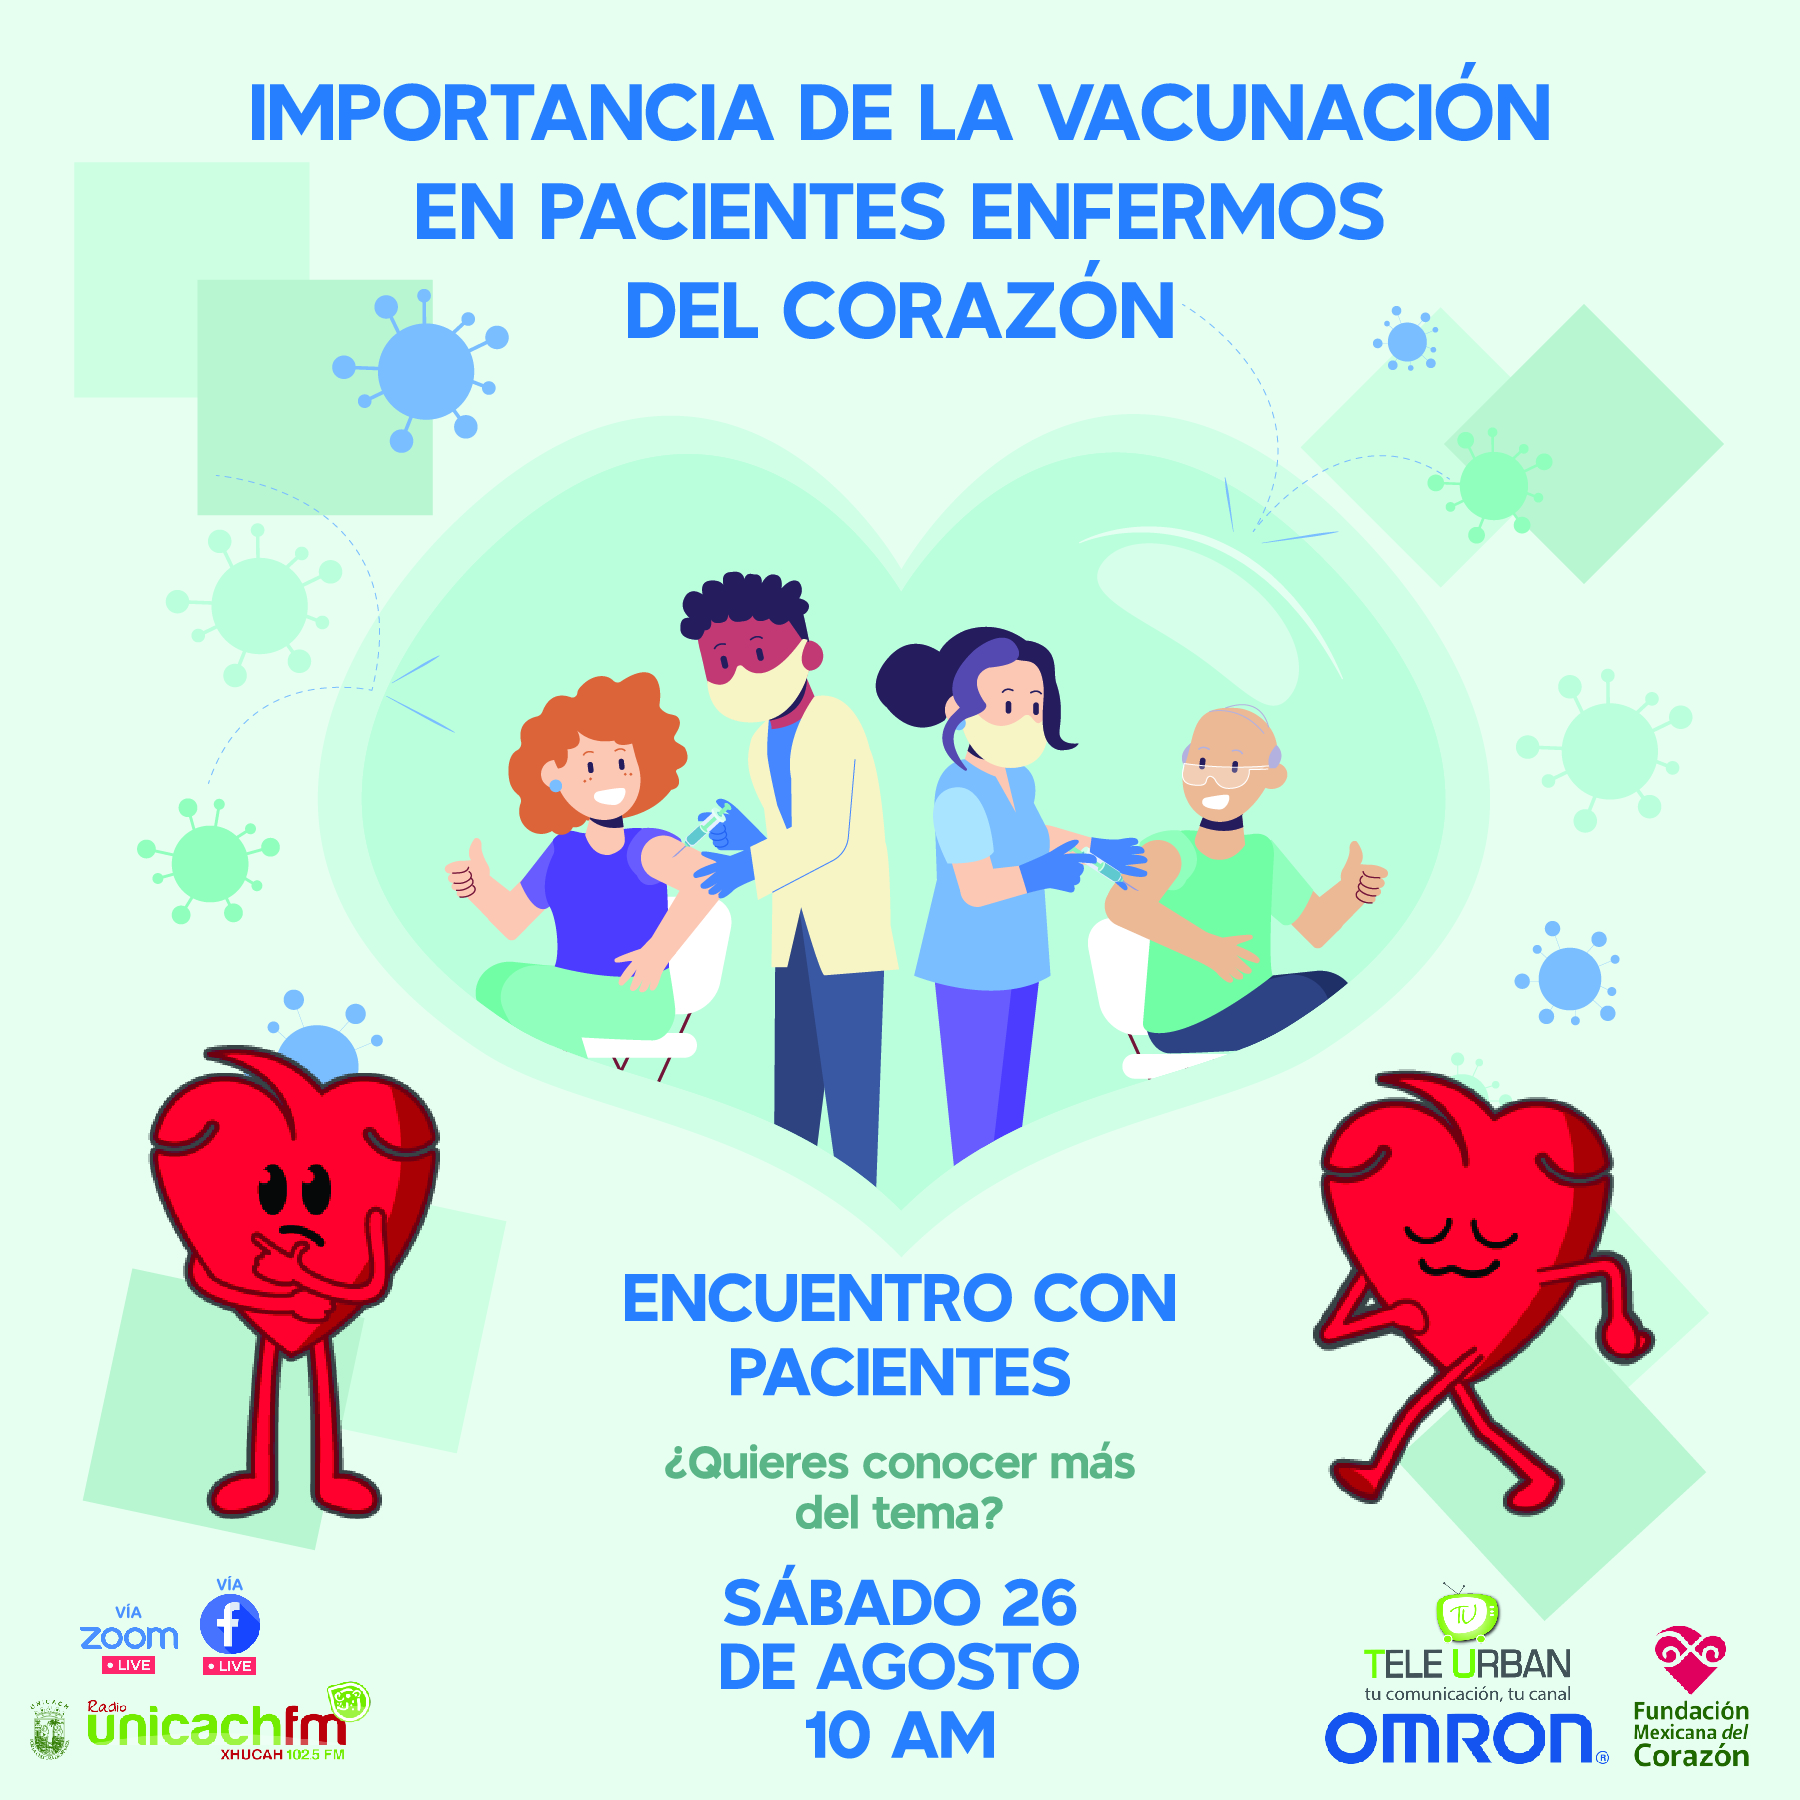 IMPORTANCIA DE LA VACUNACIÓN
EN PACIENTES ENFERMOS
DEL CORAZÓN
ENCUENTRO CON
PACIENTES
¿Quieres conocer más
del tema?
SÁBADO 26
DE AGOSTO
10 AM
VÍA
zoom
• LIVE
VÍA
f
• LIVE
UNICACH
Radio
unicachfm
XHUCAH 102.5 FM
TU
TELE URBAN
tu comunicación, tu canal
OMRON®
Fundación
Mexicana del
Corazón